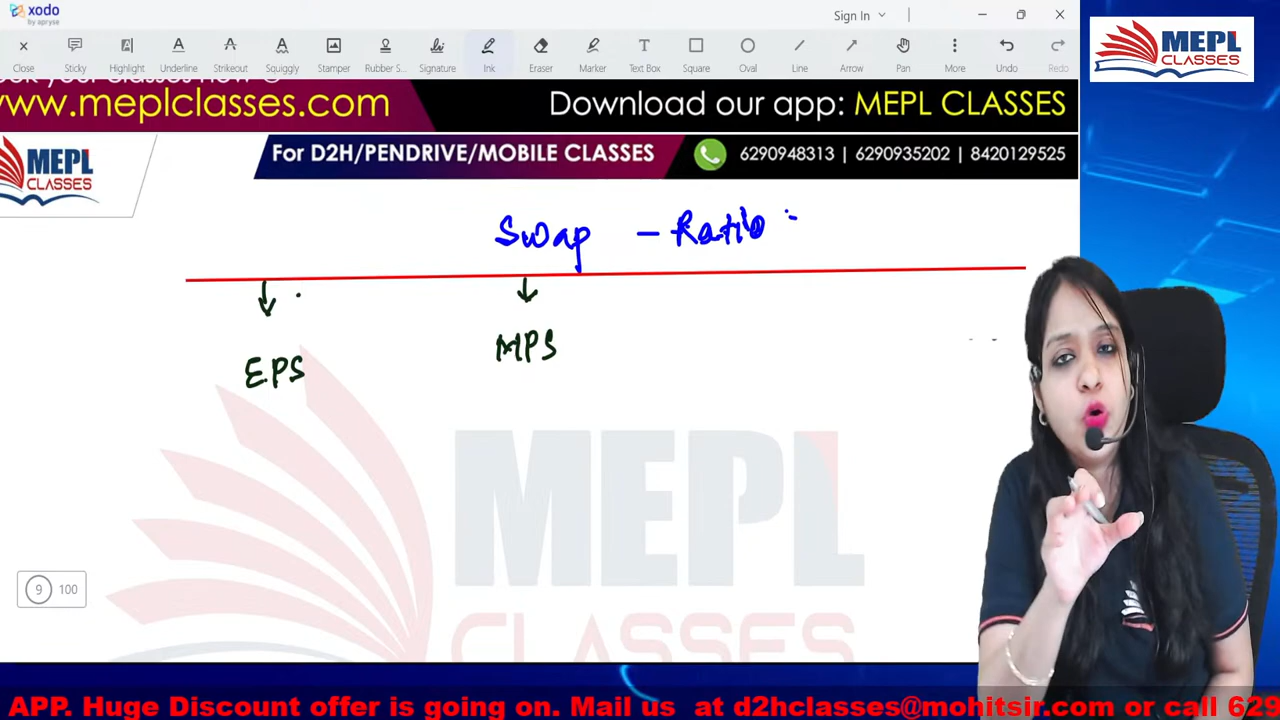 xodo
by apryse
Sign In
Close Sticky Highlight Underline Strikeout Squiggly Stamper Rubber S... Signature Ink Eraser Marker Text Box Square Oval Line Arrow Pan More Undo Redo
MEPL
CLASSES
www.meplclasses.com
Download our app: MEPL CLASSES
MEPL
CLASSES
For D2H/PENDRIVE/MOBILE CLASSES
6290948313 | 6290935202 | 8420129525
Swap - Ratio :
EPS
MPS
MEPL
CLASSES
9 100
APP. Huge Discount offer is going on. Mail us at d2hclasses@mohitsir.com or call 629